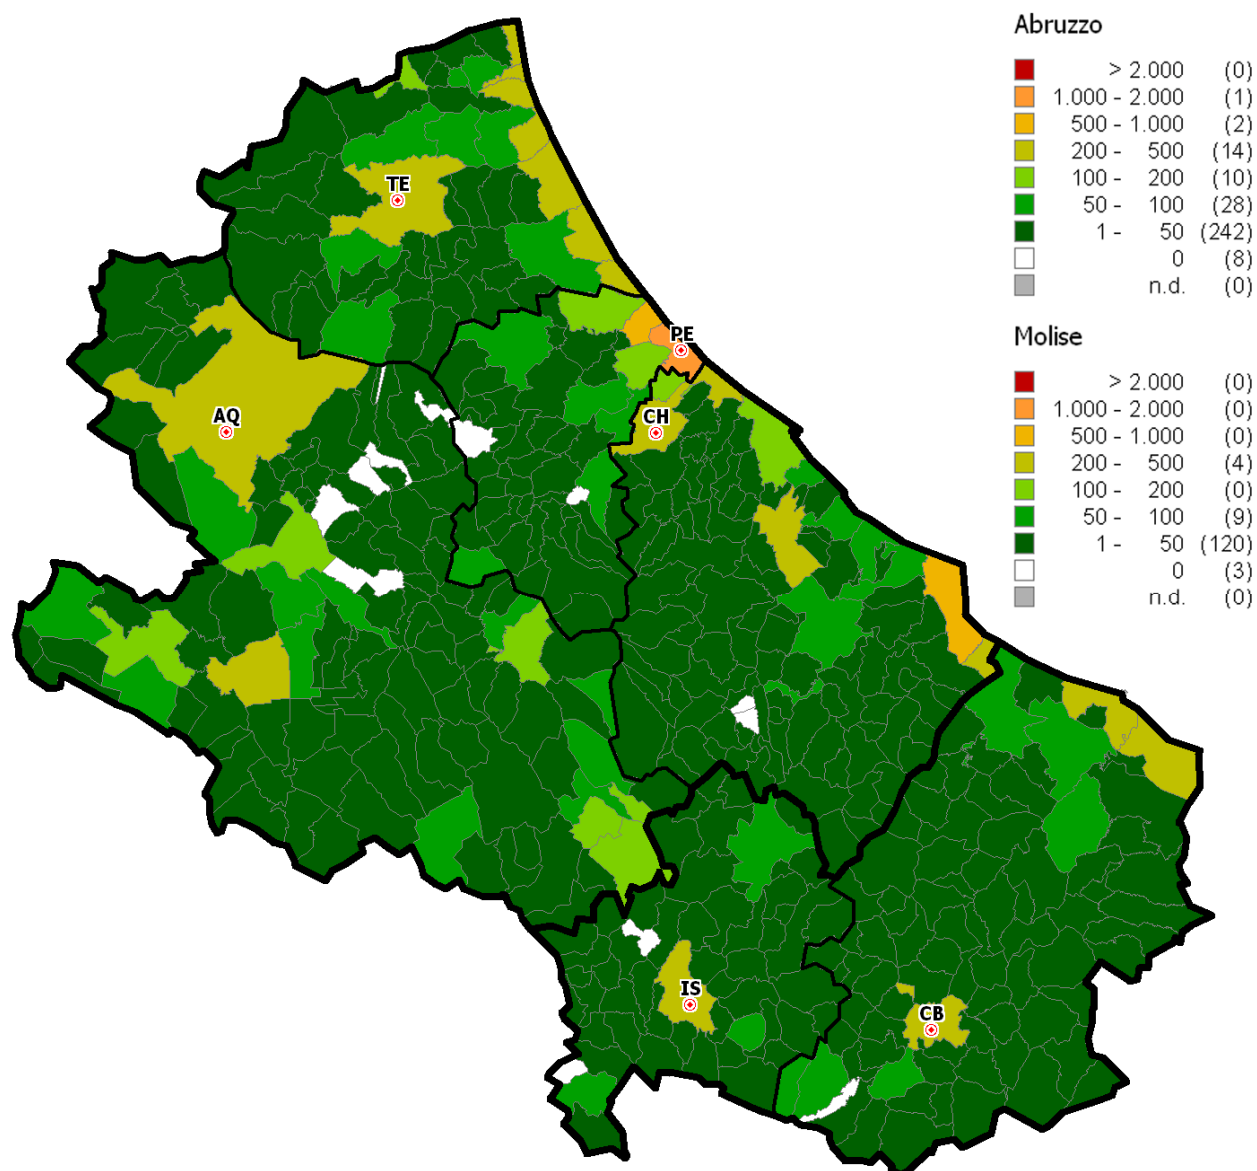 Abruzzo
> 2.000 (0)
1.000 - 2.000 (1)
500 - 1.000 (2)
200 - 500 (14)
100 - 200 (10)
50 - 100 (28)
1 - 50 (242)
0 (8)
n.d. (0)
Molise
> 2.000 (0)
1.000 - 2.000 (0)
500 - 1.000 (0)
200 - 500 (4)
100 - 200 (0)
50 - 100 (9)
1 - 50 (120)
0 (3)
n.d. (0)
TE
PE
AQ
CH
IS
CB